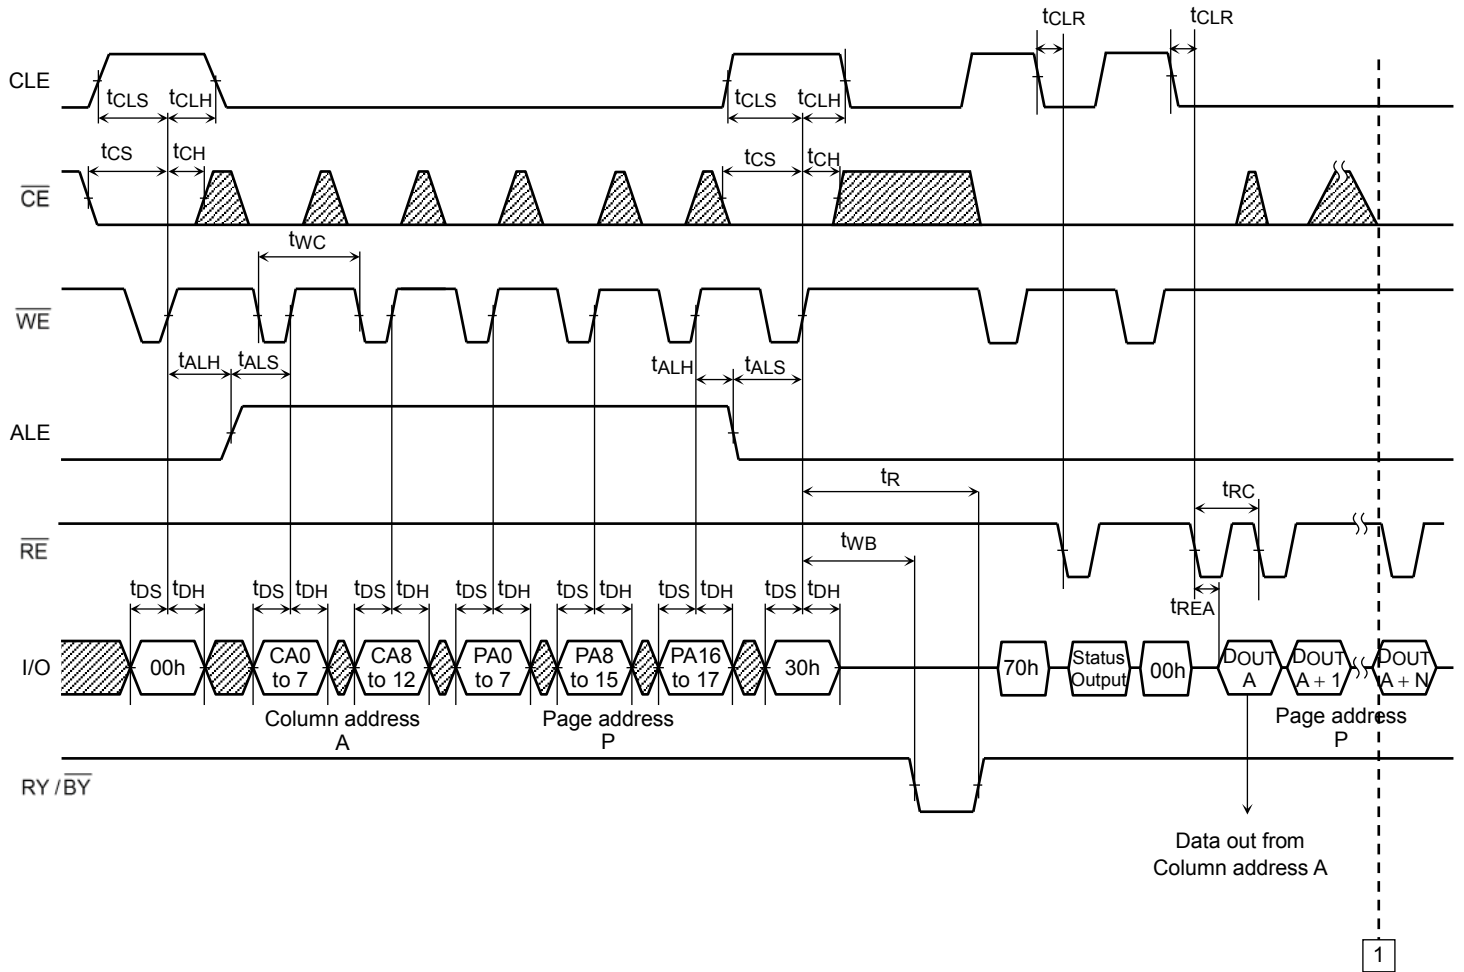 tCLR tCLR
CLE
tCLS tCLH tCLS tCLH
tCS tCH tCS tCH
CE
tWC
WE
tALH tALS tALH tALS
ALE
tR
tRC
RE
tWB
tDS tDH tDS tDH tDS tDH tDS tDH tDS tDH tDS tDH tDS tDH
tREA
I/O 00h CA0 to 7 CA8 to 12 PA0 to 7 PA8 to 15 PA16 to 17 30h 70h Status Output 00h DOUT A DOUT A + 1 DOUT A + N
Column address
A
Page address
P
Page address
P
RY / BY
Data out from
Column address A
1